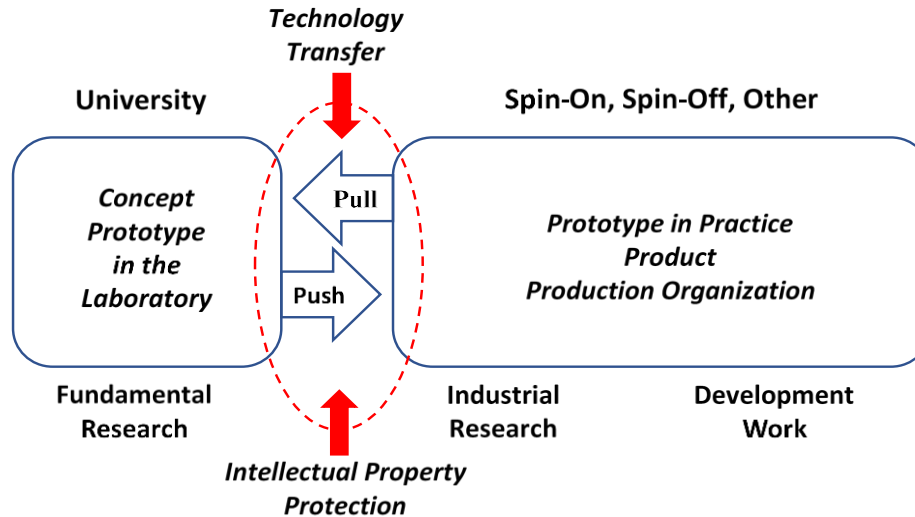 Technology
Transfer
University
Spin-On, Spin-Off, Other
Concept
Prototype
in the
Laboratory
Pull
Push
Prototype in Practice
Product
Production Organization
Fundamental
Research
Industrial
Research
Development
Work
Intellectual Property
Protection